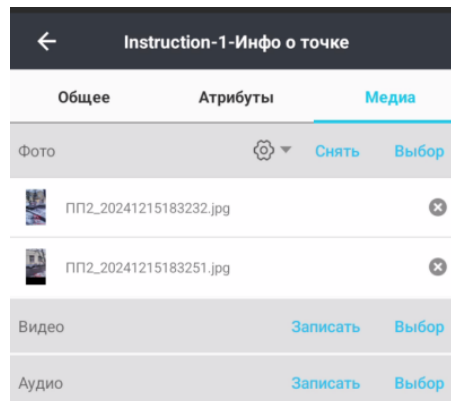 Instruction-1-Инфо о точке
Общее Атрибуты Медиа
Фото Снять Выбор
ПП2_20241215183232.jpg
ПП2_20241215183251.jpg
Видео Записать Выбор
Аудио Записать Выбор